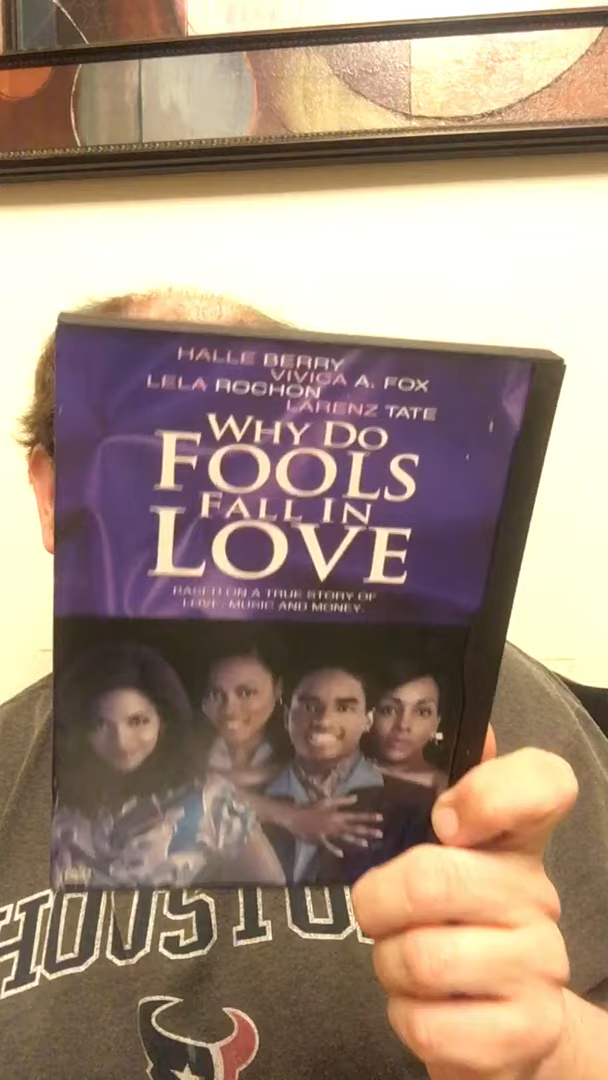 HALLE BERRY
VIVICA A. FOX
LELA ROCHON
LARENZ TATE
WHY DO
FOOLS
FALL IN
LOVE
BASED ON A TRUE STORY OF
LOVE, MUSIC AND MONEY.
HOUSTO